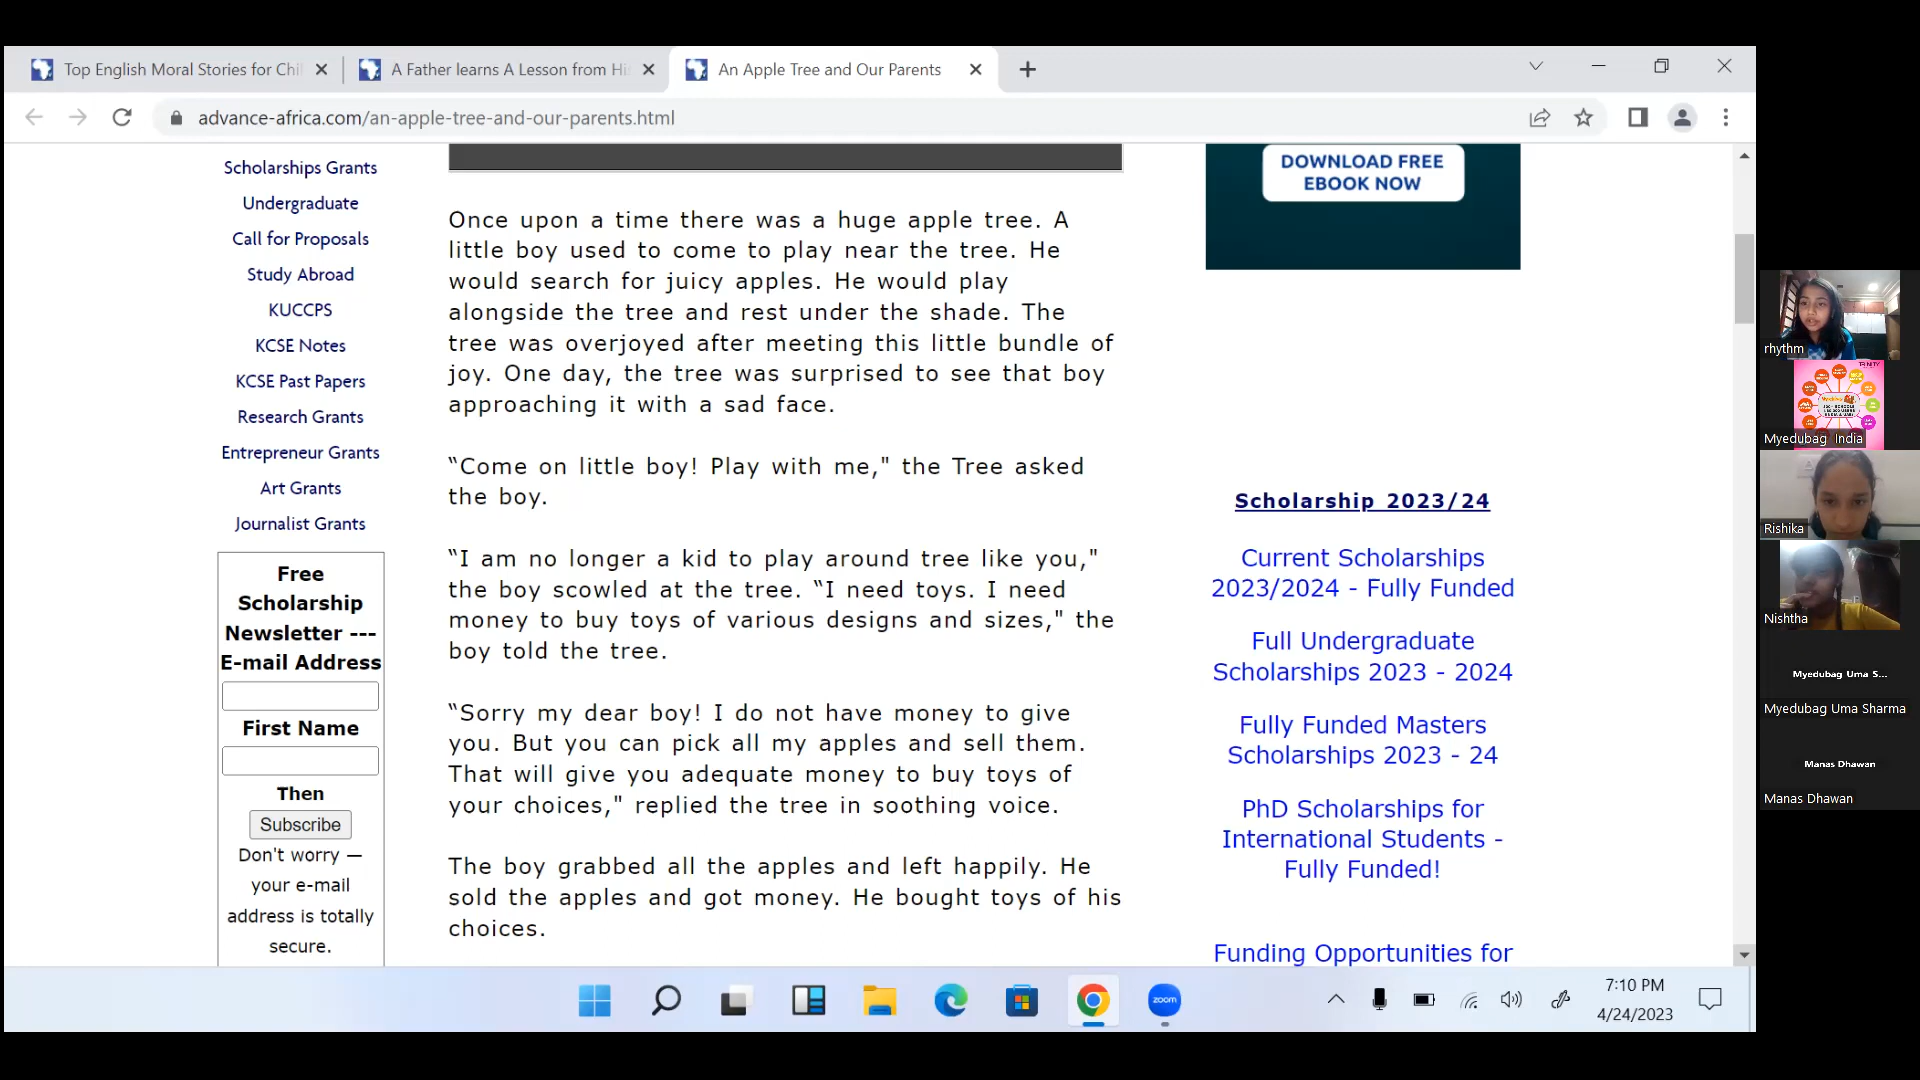 Top English Moral Stories for Chi
A Father learns A Lesson from Hi
An Apple Tree and Our Parents
advance-africa.com/an-apple-tree-and-our-parents.html
Scholarships Grants
Undergraduate
Call for Proposals
Study Abroad
KUCCPS
KCSE Notes
KCSE Past Papers
Research Grants
Entrepreneur Grants
Art Grants
Journalist Grants
Free
Scholarship
Newsletter ---
E-mail Address
First Name
Then
Subscribe
Don't worry —
your e-mail
address is totally
secure.
Once upon a time there was a huge apple tree. A
little boy used to come to play near the tree. He
would search for juicy apples. He would play
alongside the tree and rest under the shade. The
tree was overjoyed after meeting this little bundle of
joy. One day, the tree was surprised to see that boy
approaching it with a sad face.
“Come on little boy! Play with me," the Tree asked
the boy.
“I am no longer a kid to play around tree like you,"
the boy scowled at the tree. “I need toys. I need
money to buy toys of various designs and sizes," the
boy told the tree.
“Sorry my dear boy! I do not have money to give
you. But you can pick all my apples and sell them.
That will give you adequate money to buy toys of
your choices," replied the tree in soothing voice.
The boy grabbed all the apples and left happily. He
sold the apples and got money. He bought toys of his
choices.
DOWNLOAD FREE
EBOOK NOW
Scholarship 2023/24
Current Scholarships
2023/2024 - Fully Funded
Full Undergraduate
Scholarships 2023 - 2024
Fully Funded Masters
Scholarships 2023 - 24
PhD Scholarships for
International Students -
Fully Funded!
Funding Opportunities for
rhythm
Myedubag India
Rishika
Nishtha
Myedubag Uma S...
Myedubag Uma Sharma
Manas Dhawan
Manas Dhawan
zoom
7:10 PM
4/24/2023